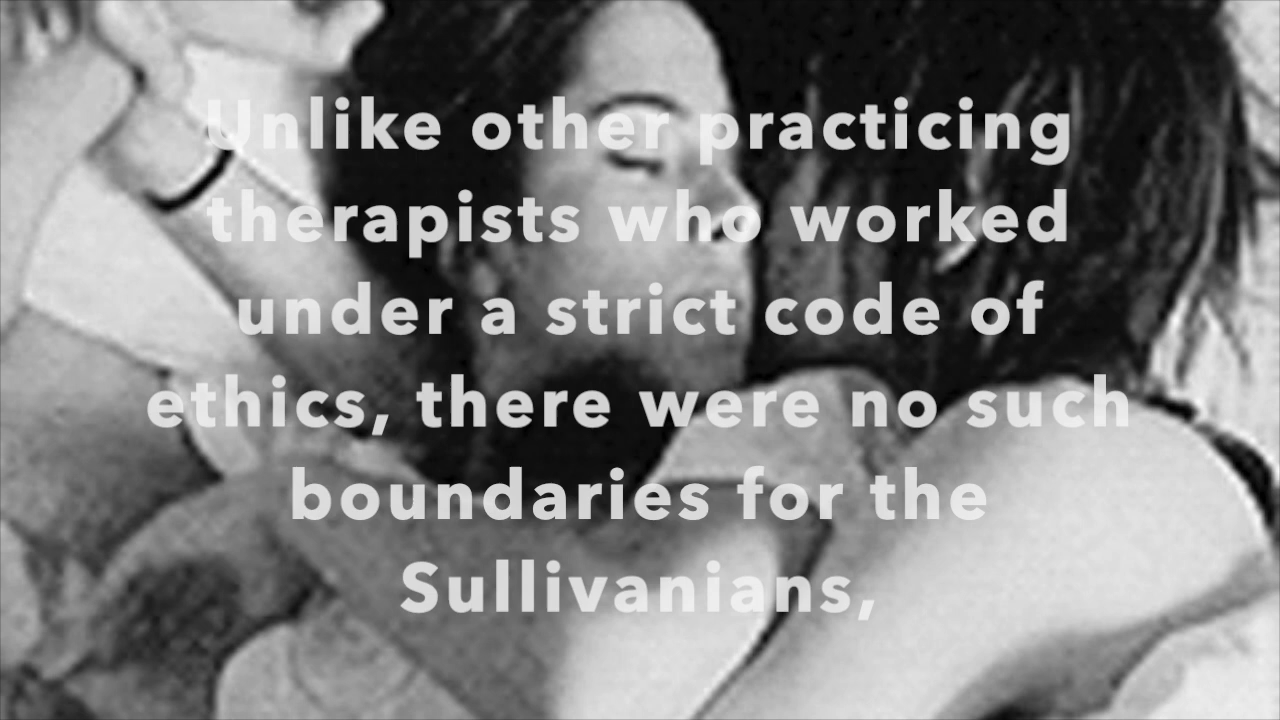 Unlike other practicing
therapists who worked
under a strict code of
ethics, there were no such
boundaries for the
Sullivanians,